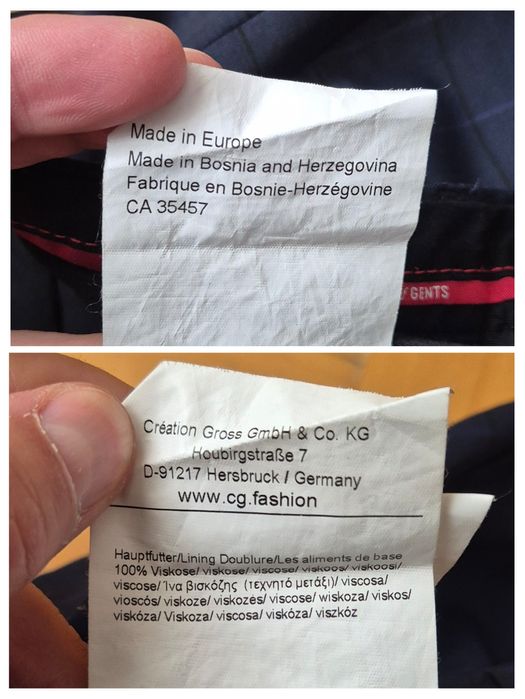 Made in Europe
Made in Bosnia and Herzegovina
Fabrique en Bosnie-Herzégovine
CA 35457
GENTS
Création Gross GmbH & Co. KG
Houbirgstraße 7
D-91217 Hersbruck / Germany
www.cg.fashion
Hauptfutter/Lining Doublure/Les aliments de base
100% Viskose/ viskose/ viscose/ viskoos/ viskoosi/
viscose/ Ίνα βισκόζης (τεχνητό μετάξι)/ viscosa/
vioscós/ viskoze/ viskozės/ viscose/ wiskoza/ viskos/
viskóza/ Viskoza/ viscosa/ viskóza/ viszkóz